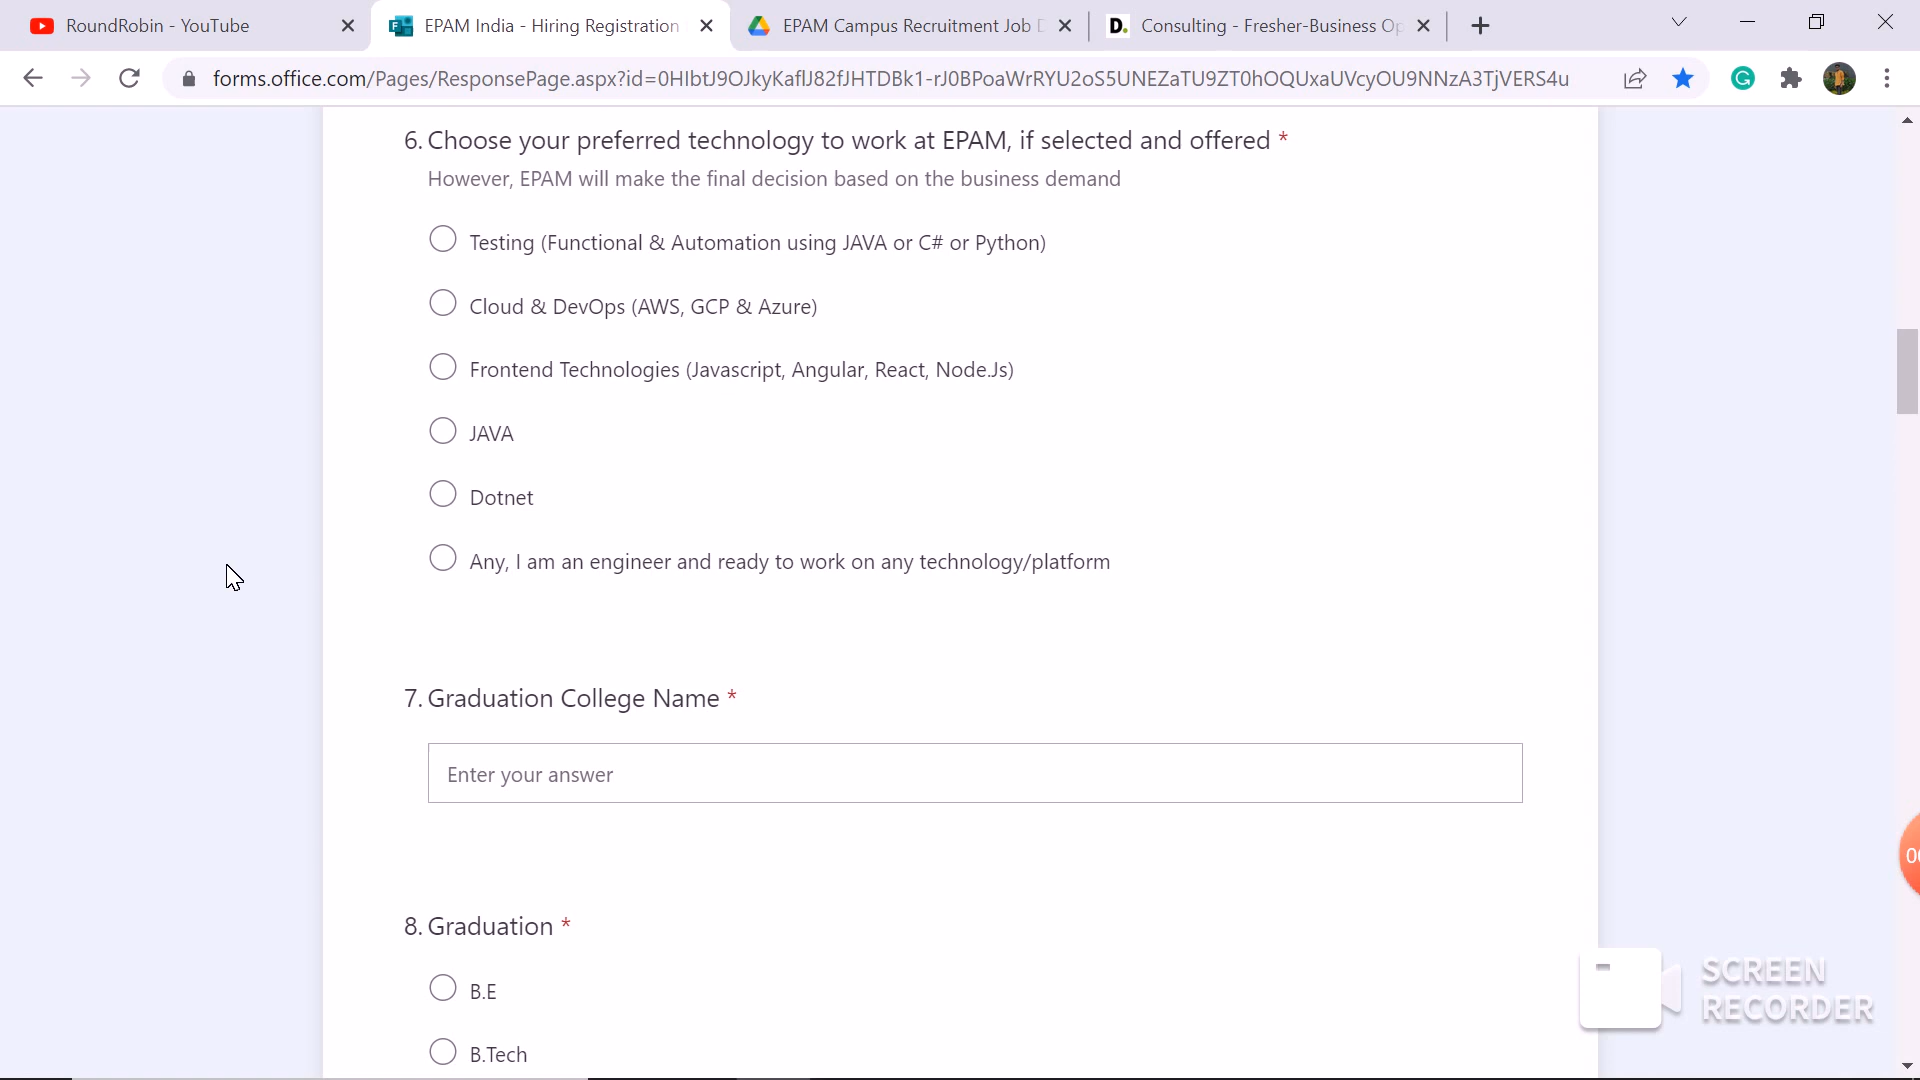 RoundRobin - YouTube
EPAM India - Hiring Registration
EPAM Campus Recruitment Job D
Consulting - Fresher-Business Op
forms.office.com/Pages/ResponsePage.aspx?id=0HIbtJ9OJkyKaflJ82fJHTDBk1-rJ0BPoaWrRYU2oS5UNEZaTU9ZT0hOQUxaUVcyOU9NNzA3TjVERS4u
6. Choose your preferred technology to work at EPAM, if selected and offered *
However, EPAM will make the final decision based on the business demand
Testing (Functional & Automation using JAVA or C# or Python)
Cloud & DevOps (AWS, GCP & Azure)
Frontend Technologies (Javascript, Angular, React, Node.Js)
JAVA
Dotnet
Any, I am an engineer and ready to work on any technology/platform
7. Graduation College Name *
Enter your answer
8. Graduation *
B.E
B.Tech
SCREEN
RECORDER